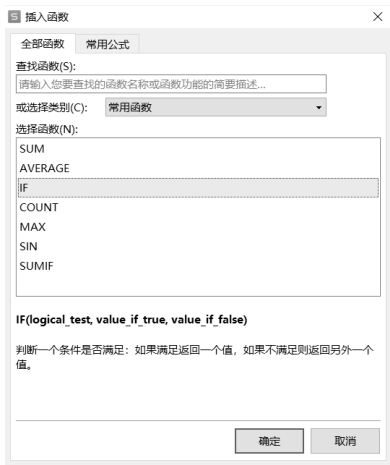 S 插入函数
全部函数 常用公式
查找函数(S):
请输入您要查找的函数名称或函数功能的简要描述...
或选择类别(C): 常用函数
选择函数(N):
SUM
AVERAGE
IF
COUNT
MAX
SIN
SUMIF
IF(logical_test, value_if_true, value_if_false)
判断一个条件是否满足：如果满足返回一个值，如果不满足则返回另外一个
值。
确定 取消